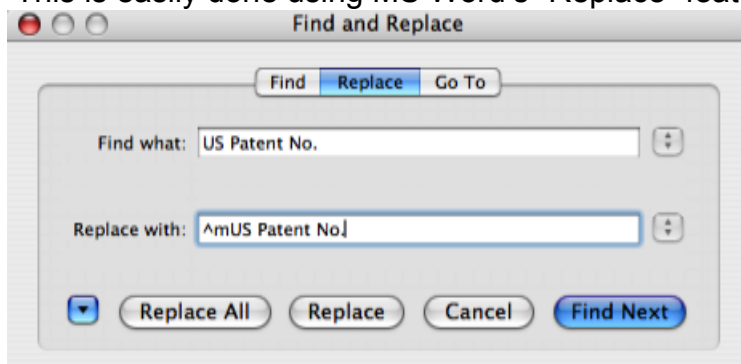 This is easily done using MS Word's "Replace" feat
Find and Replace
Find Replace Go To
Find what: US Patent No.
Replace with: ^mUS Patent No.
Replace All Replace Cancel Find Next